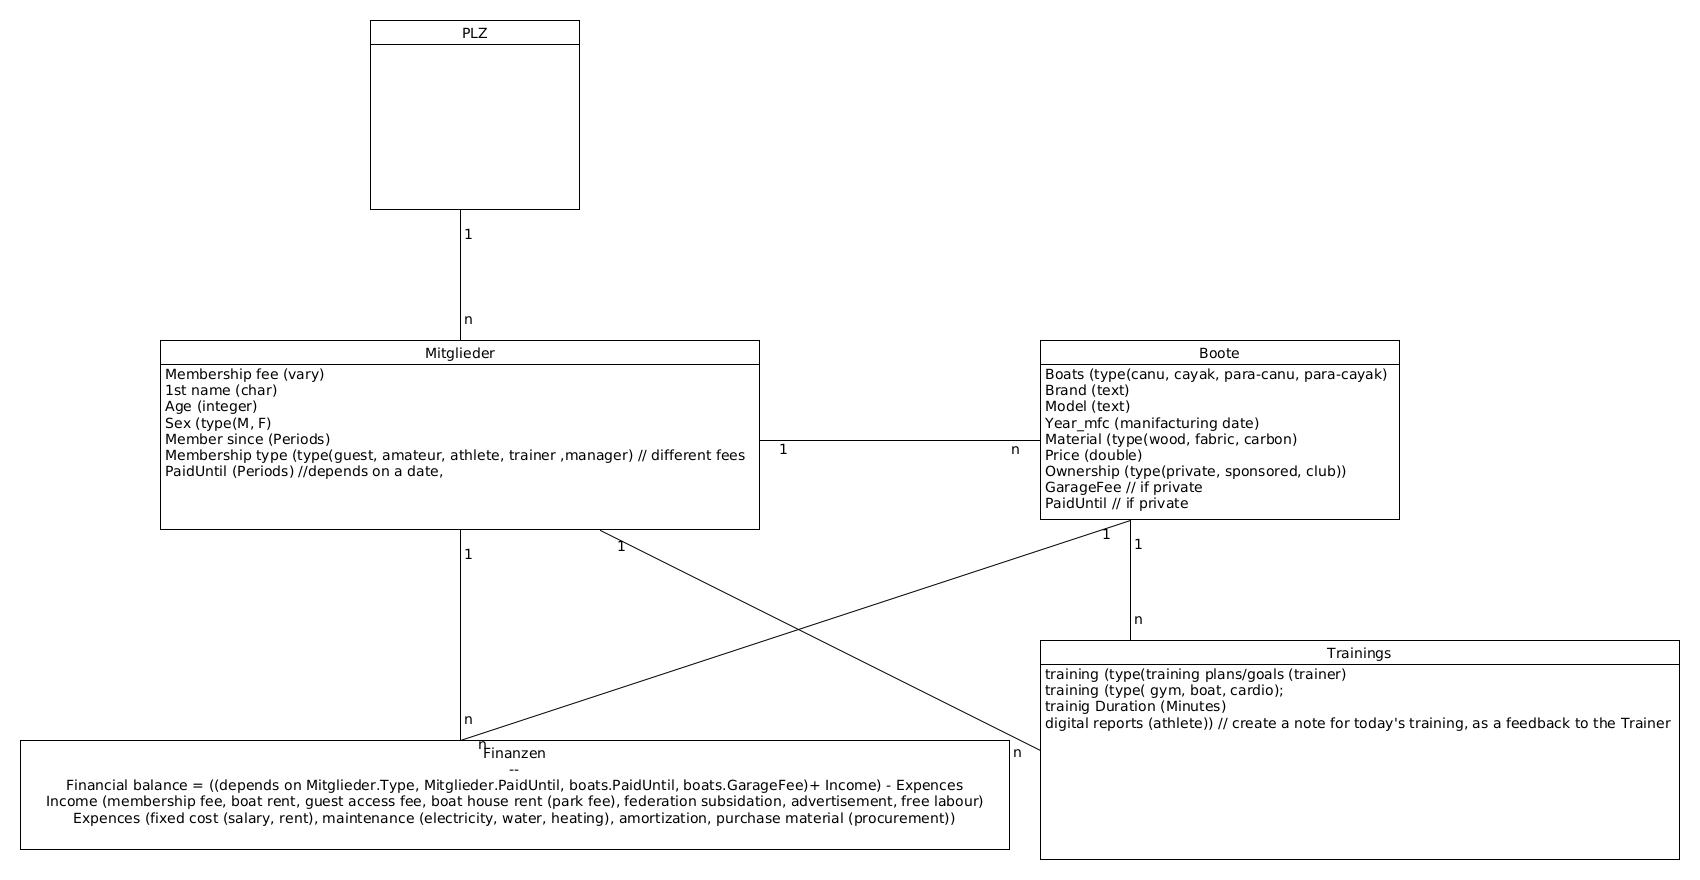 PLZ
1
n
Mitglieder
Membership fee (vary)
1st name (char)
Age (integer)
Sex (type(M, F)
Member since (Periods)
Membership type (type(guest, amateur, athlete, trainer ,manager) // different fees
PaidUntil (Periods) //depends on a date,
1
n
Boote
Boats (type(canu, cayak, para-canu, para-cayak)
Brand (text)
Model (text)
Year_mfc (manifacturing date)
Material (type(wood, fabric, carbon)
Price (double)
Ownership (type(private, sponsored, club))
GarageFee // if private
PaidUntil // if private
1
1
1
1
n
n
n
n
Trainings
training (type(training plans/goals (trainer)
training (type( gym, boat, cardio);
trainig Duration (Minutes)
digital reports (athlete)) // create a note for today's training, as a feedback to the Trainer
Finanzen
--
Financial balance = ((depends on Mitglieder.Type, Mitglieder.PaidUntil, boats.PaidUntil, boats.GarageFee)+ Income) - Expences
Income (membership fee, boat rent, guest access fee, boat house rent (park fee), federation subsidation, advertisement, free labour)
Expences (fixed cost (salary, rent), maintenance (electricity, water, heating), amortization, purchase material (procurement))